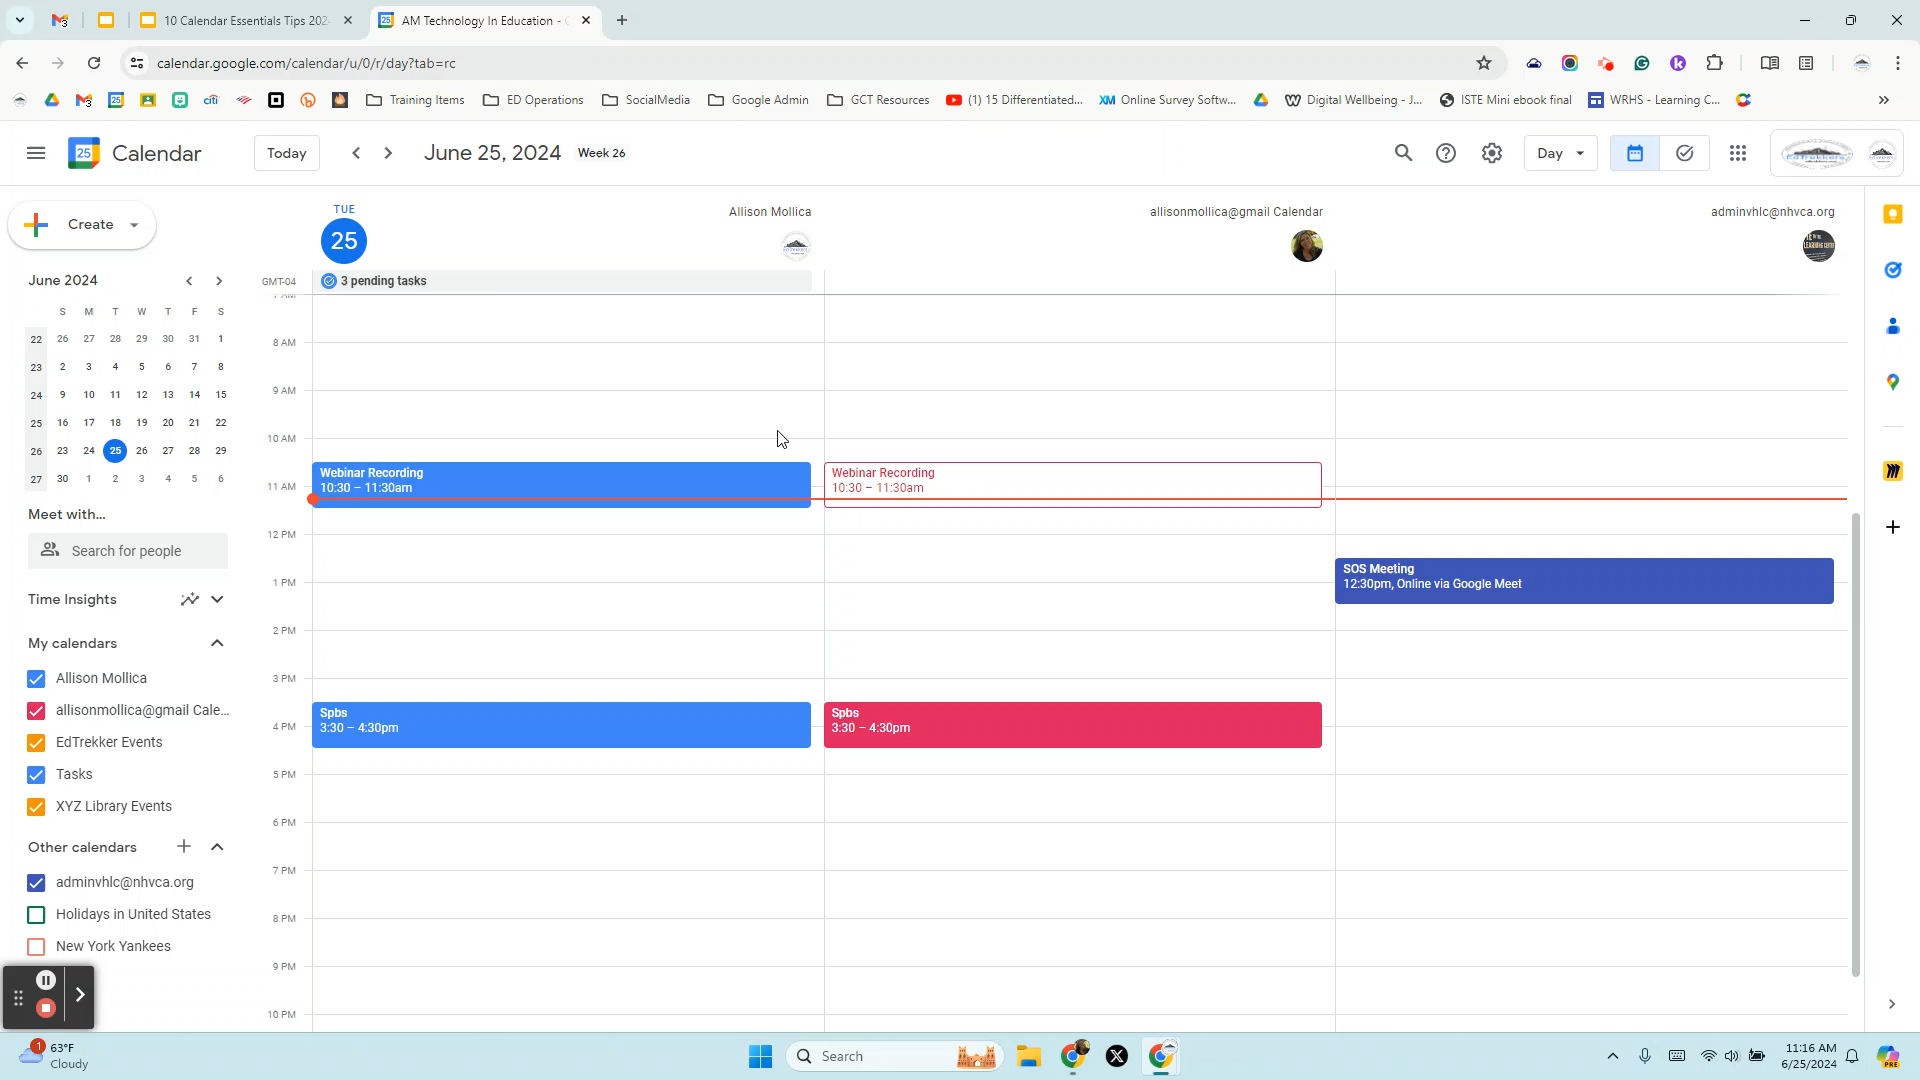 10 Calendar Essentials Tips 202
AM Technology In Education - C
calendar.google.com/calendar/u/0/r/day?tab=rc
citi
Training Items
ED Operations
SocialMedia
Google Admin
GCT Resources
(1) 15 Differentiated...
XM Online Survey Softw...
Digital Wellbeing - J...
ISTE Mini ebook final
WRHS - Learning C...
25
Calendar
Today
June 25, 2024
Week 26
Day
EdTrekkers
Create
TUE
25
Allison Mollica
allisonmollica@gmail Calendar
adminvhlc@nhvca.org
June 2024
GMT-04
3 pending tasks
S M T W T F S
22 26 27 28 29 30 31 1
23 2 3 4 5 6 7 8
24 9 10 11 12 13 14 15
25 16 17 18 19 20 21 22
26 23 24 25 26 27 28 29
27 30 1 2 3 4 5 6
7 AM
8 AM
9 AM
10 AM
11 AM
12 PM
1 PM
2 PM
3 PM
4 PM
5 PM
6 PM
7 PM
8 PM
9 PM
10 PM
Webinar Recording
10:30 – 11:30am
Webinar Recording
10:30 – 11:30am
SOS Meeting
12:30pm, Online via Google Meet
Spbs
3:30 – 4:30pm
Spbs
3:30 – 4:30pm
Meet with...
Search for people
Time Insights
My calendars
Allison Mollica
allisonmollica@gmail Cale...
EdTrekker Events
Tasks
XYZ Library Events
Other calendars
adminvhlc@nhvca.org
Holidays in United States
New York Yankees
1
63°F
Cloudy
Search
11:16 AM
6/25/2024
PRE